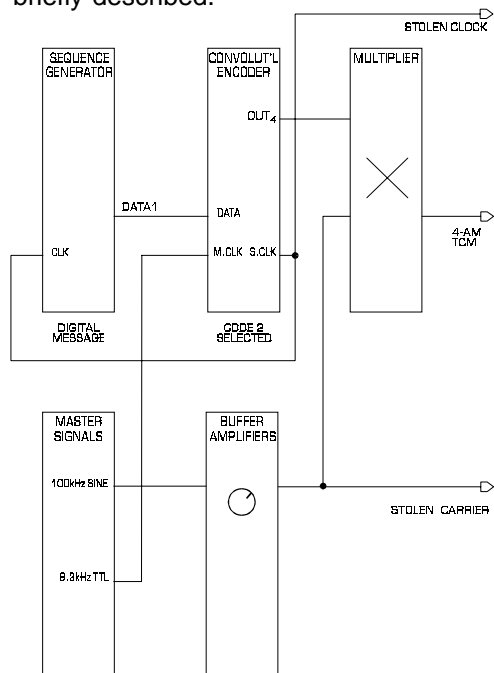 briefly described.
STOLEN CLOCK
SEQUENCE
GENERATOR
CONVOLUT'L
ENCODER
MULTIPLIER
OUT4
DATA1
DATA
4-AM
TCM
CLK
M.CLK S.CLK
DIGITAL
MESSAGE
CODE 2
SELECTED
MASTER
SIGNALS
BUFFER
AMPLIFIERS
100kHz SINE
STOLEN CARRIER
8.3kHz TTL